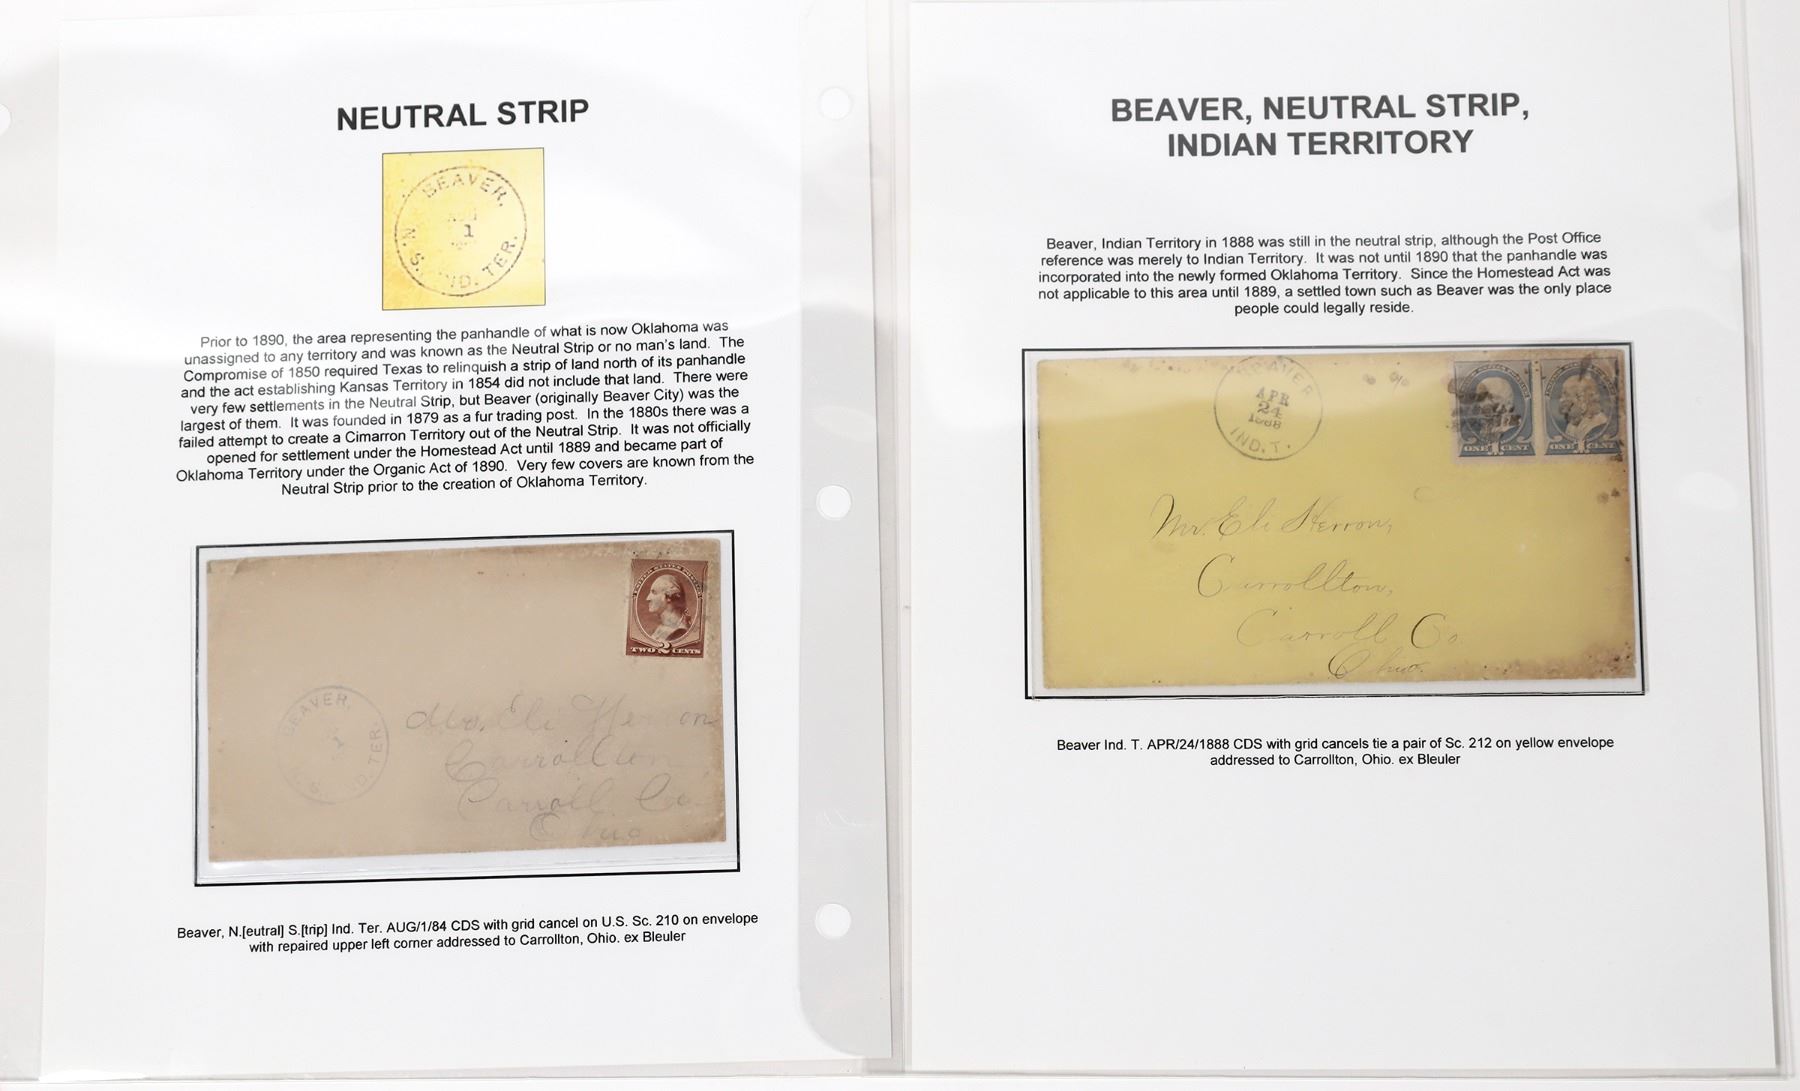 NEUTRAL STRIP
BEAVER,
AUG
1
N. S. IND. TER.
Prior to 1890, the area representing the panhandle of what is now Oklahoma was
unassigned to any territory and was known as the Neutral Strip or no man's land. The
Compromise of 1850 required Texas to relinquish a strip of land north of its panhandle
and the act establishing Kansas Territory in 1854 did not include that land. There were
very few settlements in the Neutral Strip, but Beaver (originally Beaver City) was the
largest of them. It was founded in 1879 as a fur trading post. In the 1880s there was a
failed attempt to create a Cimarron Territory out of the Neutral Strip. It was not officially
opened for settlement under the Homestead Act until 1889 and became part of
Oklahoma Territory under the Organic Act of 1890. Very few covers are known from the
Neutral Strip prior to the creation of Oklahoma Territory.
UNITED STATES POSTAGE
TWO 2 CENTS
BEAVER,
1
S. IND. TER.
Mrs. Eli Herron
Carrollton
Carroll Co.
Ohio
Beaver, N.[eutral] S.[trip] Ind. Ter. AUG/1/84 CDS with grid cancel on U.S. Sc. 210 on envelope
with repaired upper left corner addressed to Carrollton, Ohio. ex Bleuler
BEAVER, NEUTRAL STRIP,
INDIAN TERRITORY
Beaver, Indian Territory in 1888 was still in the neutral strip, although the Post Office
reference was merely to Indian Territory. It was not until 1890 that the panhandle was
incorporated into the newly formed Oklahoma Territory. Since the Homestead Act was
not applicable to this area until 1889, a settled town such as Beaver was the only place
people could legally reside.
BEAVER
APR
24
1888
IND. T.
ONE 1 CENT
ONE 1 CENT
Mr. Eli Herron,
Carrollton,
Carroll Co.
Ohio.
Beaver Ind. T. APR/24/1888 CDS with grid cancels tie a pair of Sc. 212 on yellow envelope
addressed to Carrollton, Ohio. ex Bleuler